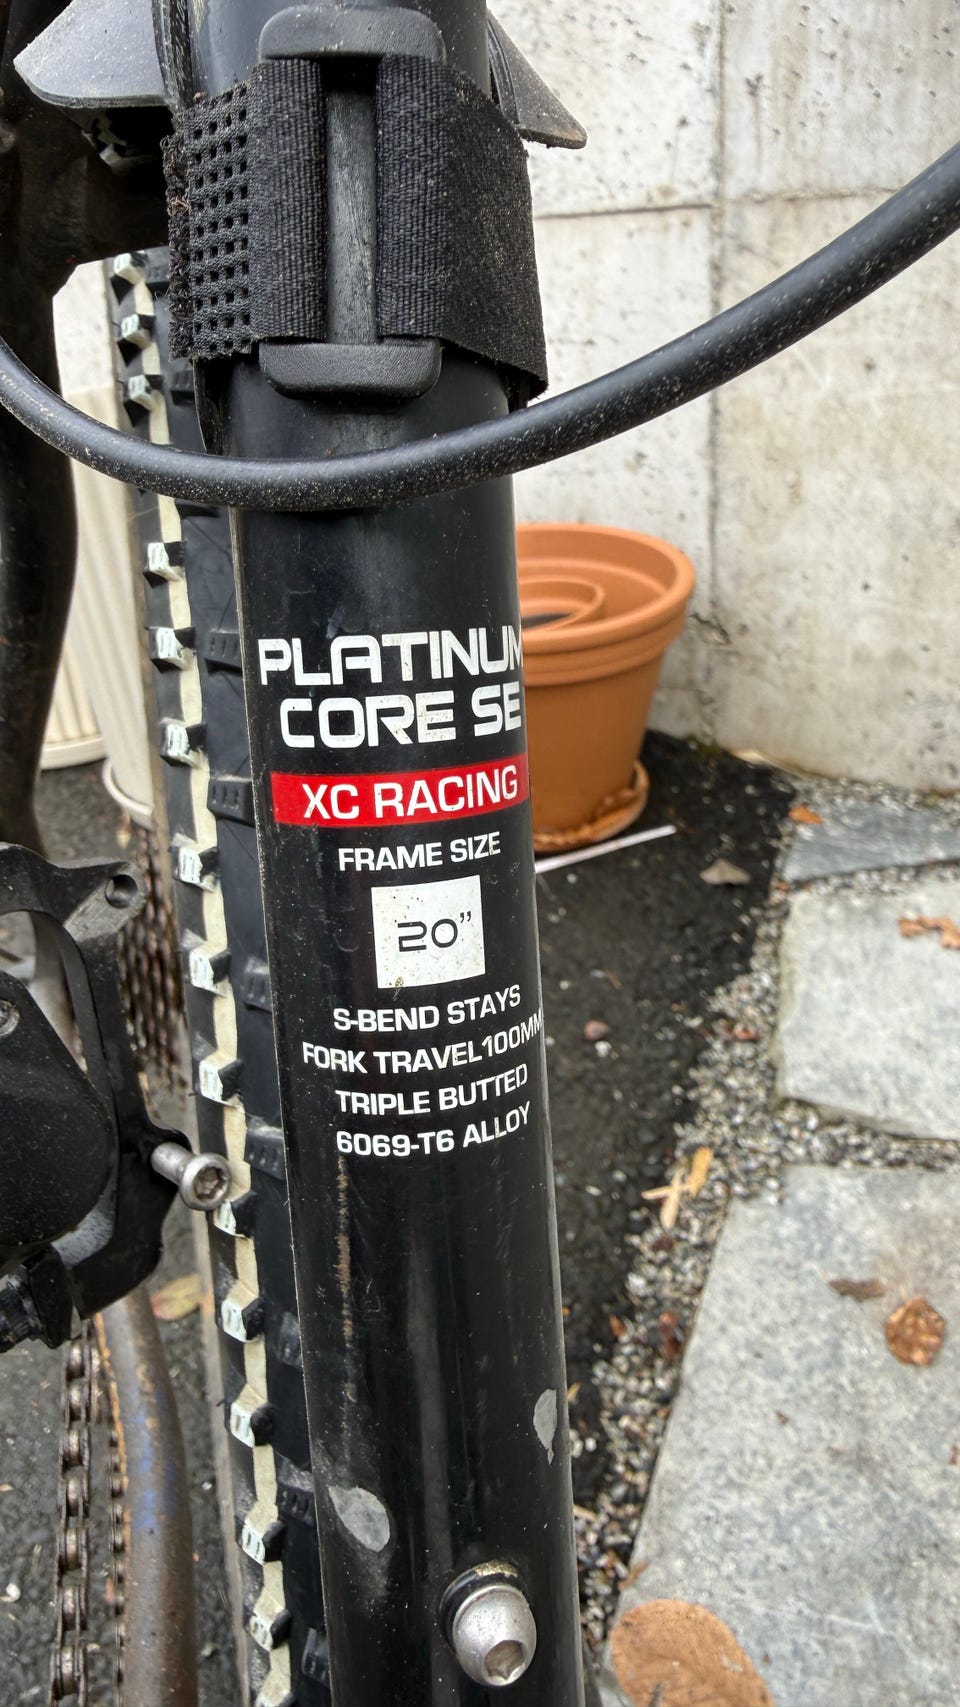 PLATINUM
CORE SE
XC RACING
FRAME SIZE
20”
S-BEND STAYS
FORK TRAVEL100MM
TRIPLE BUTTED
6069-T6 ALLOY